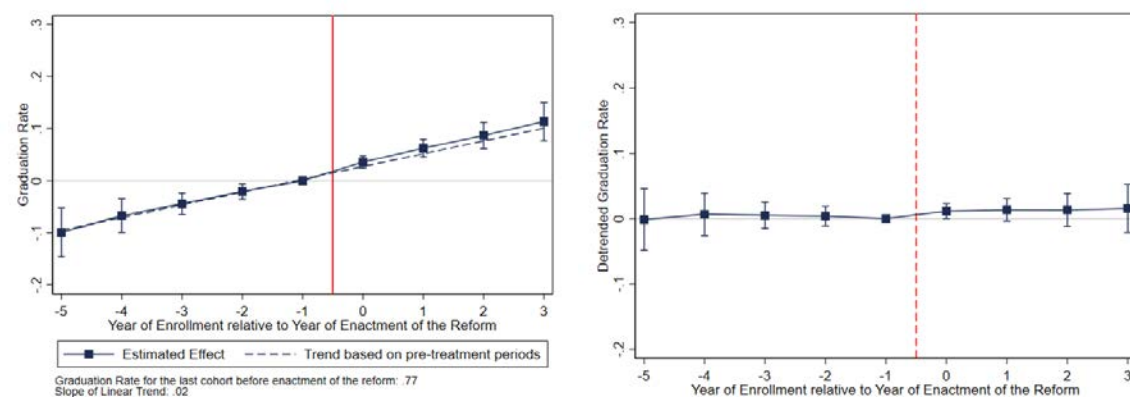 .3
.2
.1
0
-.1
-.2
Graduation Rate
-5 -4 -3 -2 -1 0 1 2 3
Year of Enrollment relative to Year of Enactment of the Reform
Estimated Effect Trend based on pre-treatment periods
Graduation Rate for the last cohort before enactment of the reform: .77
Slope of Linear Trend: .02
.3
.2
.1
0
-.1
-.2
Detrended Graduation Rate
-5 -4 -3 -2 -1 0 1 2 3
Year of Enrollment relative to Year of Enactment of the Reform